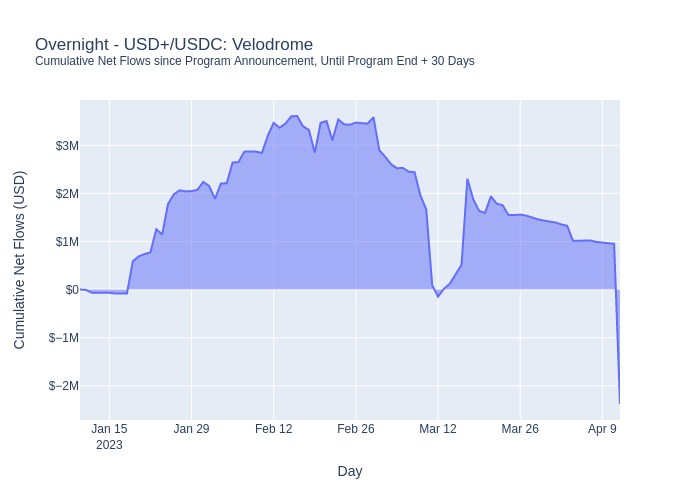 Overnight - USD+/USDC: Velodrome
Cumulative Net Flows since Program Announcement, Until Program End + 30 Days
Cumulative Net Flows (USD)
$3M
$2M
$1M
$0
$−1M
$−2M
Jan 15
2023
Jan 29
Feb 12
Feb 26
Mar 12
Mar 26
Apr 9
Day